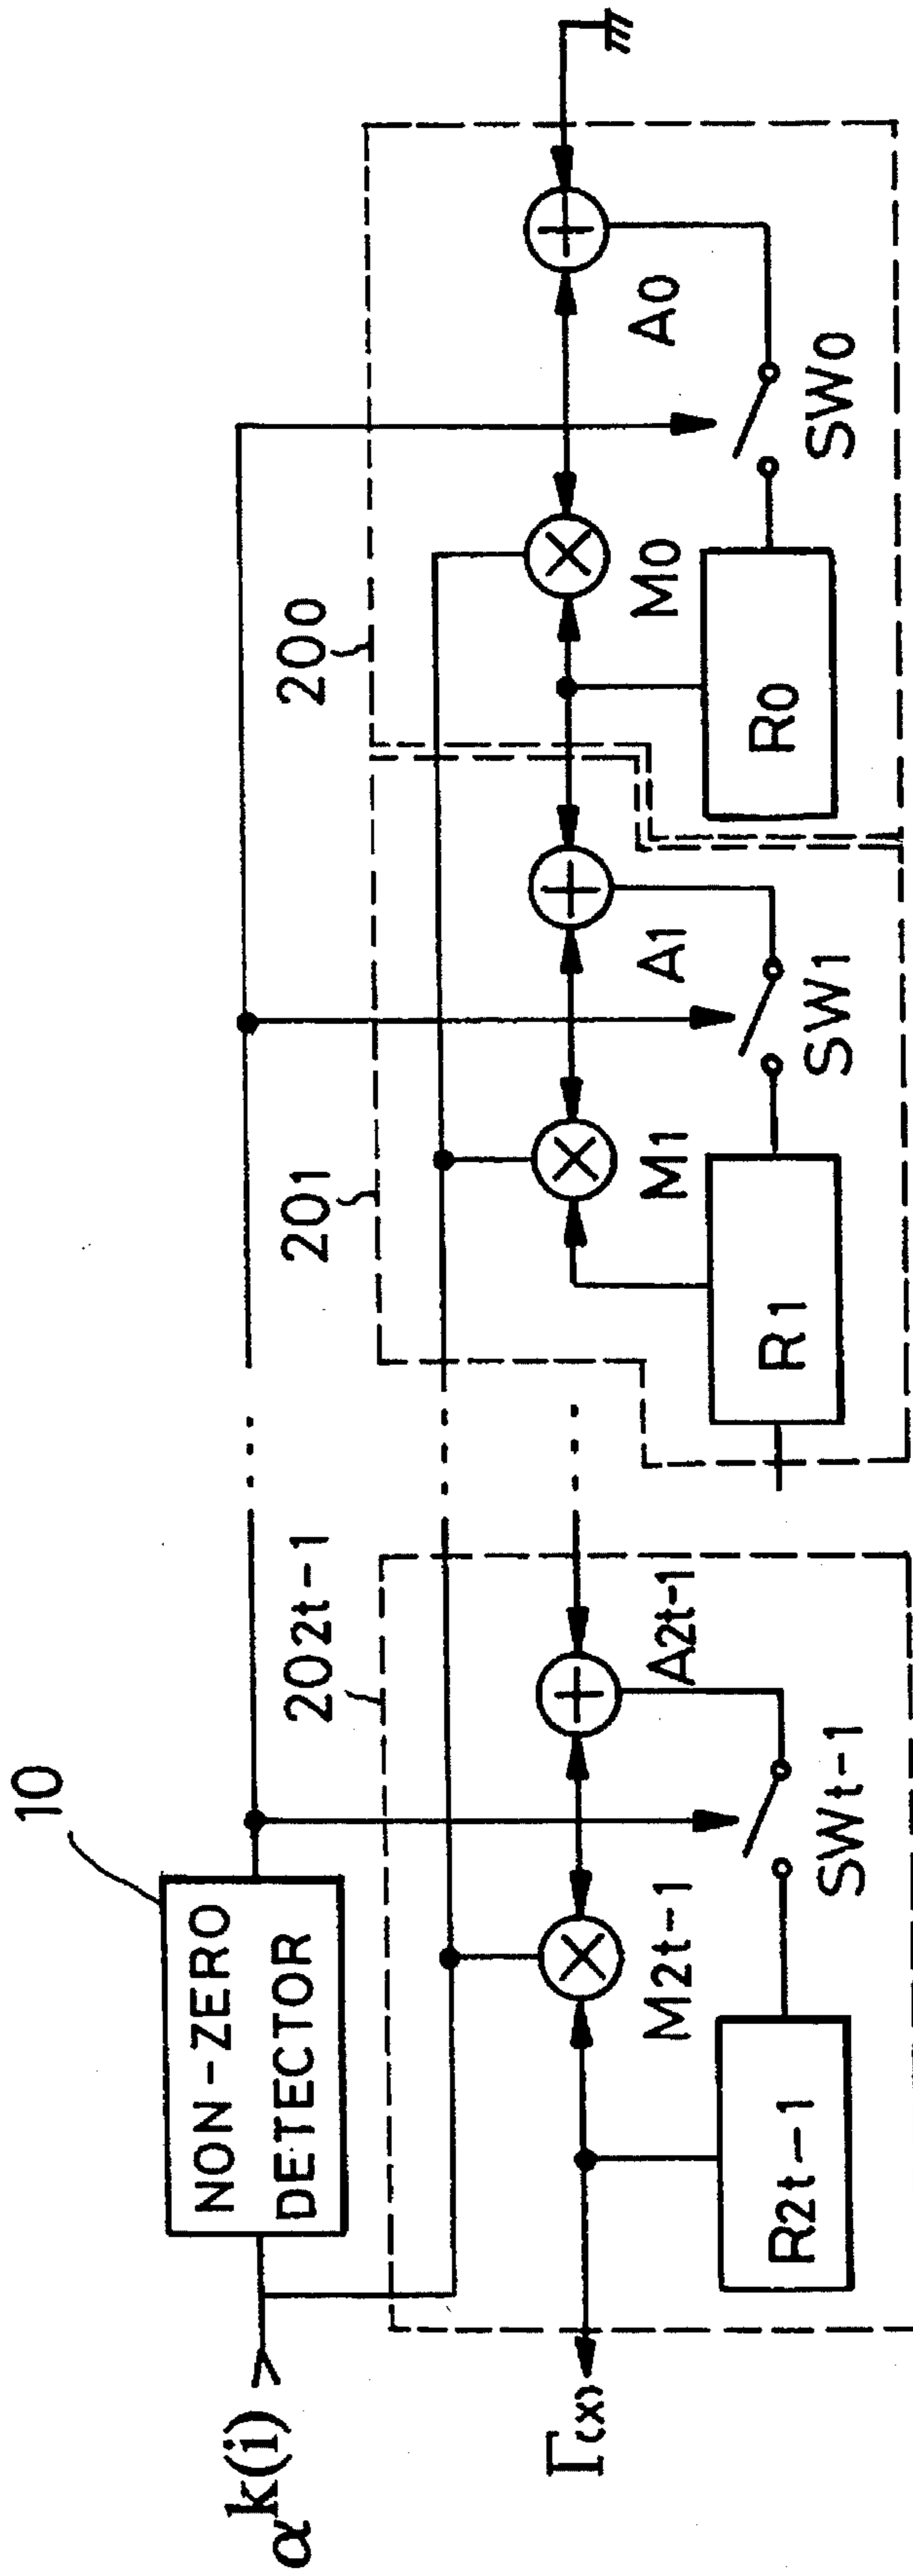 10
NON-ZERO
DETECTOR
αk(i)
Γ(x)
202t-1
M2t-1
A2t-1
SWt-1
R2t-1
201
M1
A1
SW1
R1
200
M0
A0
SW0
R0